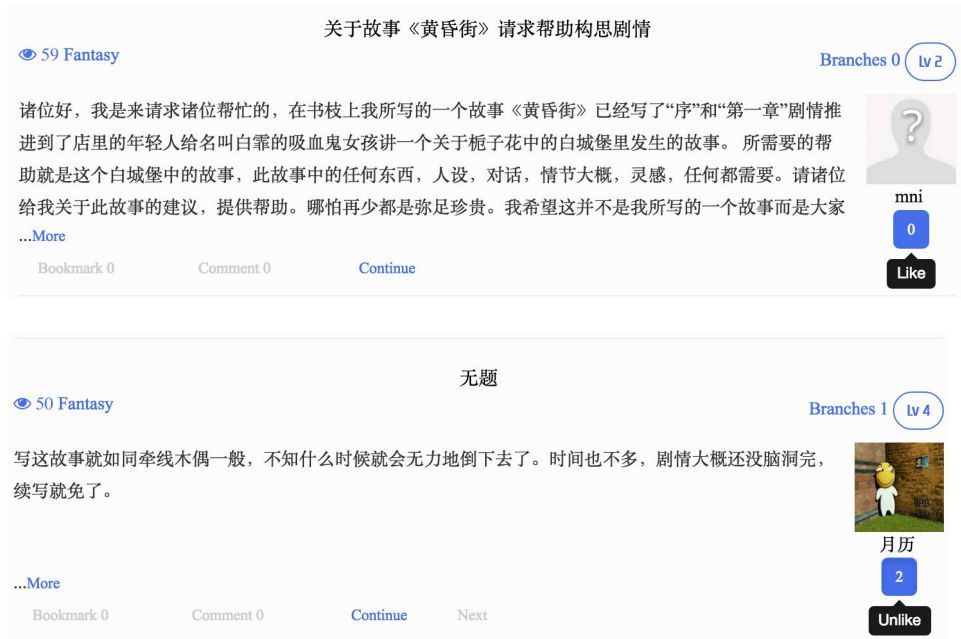 关于故事《黄昏街》请求帮助构思剧情
59 Fantasy
Branches 0
Lv 2
诸位好，我是来请求诸位帮忙的，在书枝上我所写的一个故事《黄昏街》已经写了“序”和“第一章”剧情推
进到了店里的年轻人给名叫白霏的吸血鬼女孩讲一个关于栀子花中的白城堡里发生的故事。 所需要的帮
助就是这个白城堡中的故事，此故事中的任何东西，人设，对话，情节大概，灵感，任何都需要。请诸位
给我关于此故事的建议，提供帮助。哪怕再少都是弥足珍贵。我希望这并不是我所写的一个故事而是大家
...More
?
mni
0
Like
Bookmark 0
Comment 0
Continue
无题
50 Fantasy
Branches 1
Lv 4
写这故事就如同牵线木偶一般，不知什么时候就会无力地倒下去了。时间也不多，剧情大概还没脑洞完，
续写就免了。
月历
2
Unlike
...More
Bookmark 0
Comment 0
Continue
Next